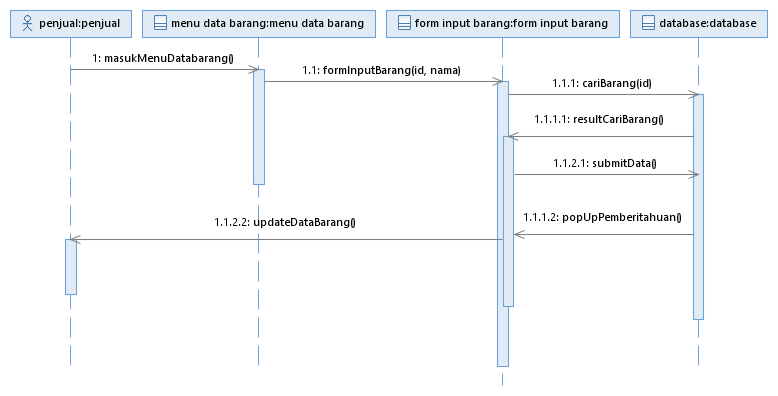 penjual:penjual
menu data barang:menu data barang
form input barang:form input barang
database:database
1: masukMenuDatabarang()
1.1: formInputBarang(id, nama)
1.1.1: cariBarang(id)
1.1.1.1: resultCariBarang()
1.1.2.1: submitData()
1.1.1.2: popUpPemberitahuan()
1.1.2.2: updateDataBarang()